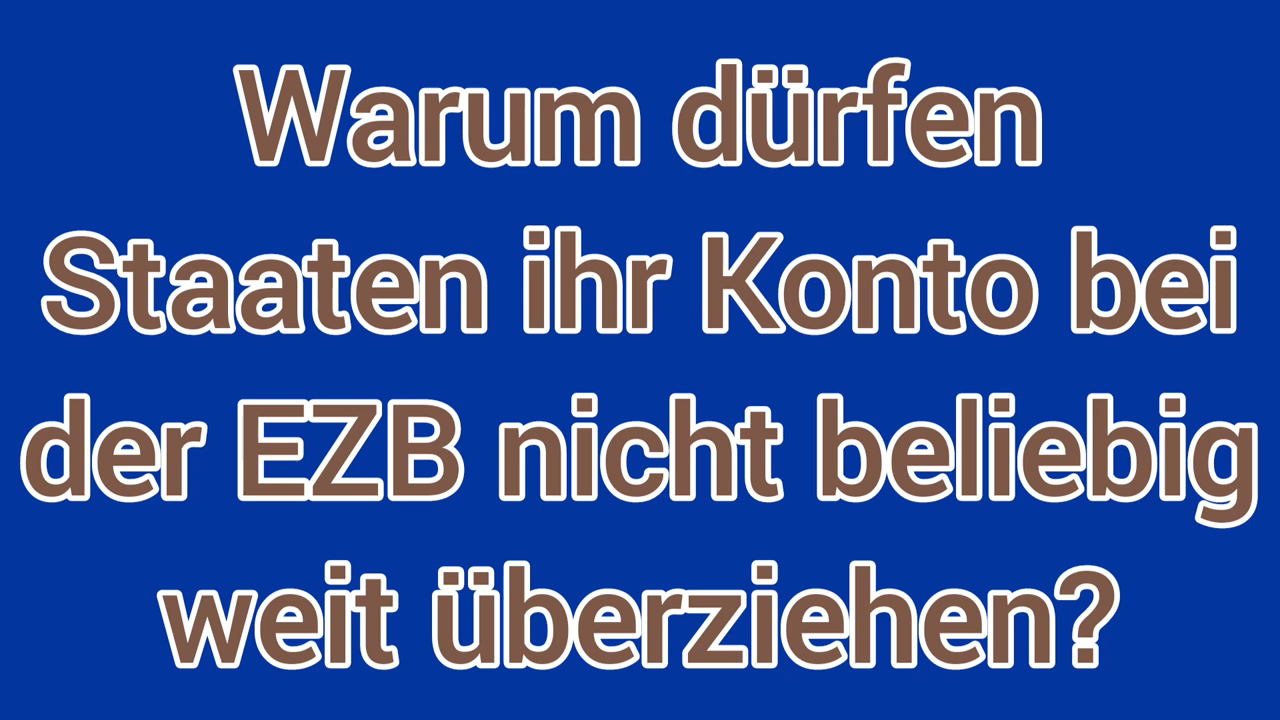 Warum dürfen
Staaten ihr Konto bei
der EZB nicht beliebig
weit überziehen?